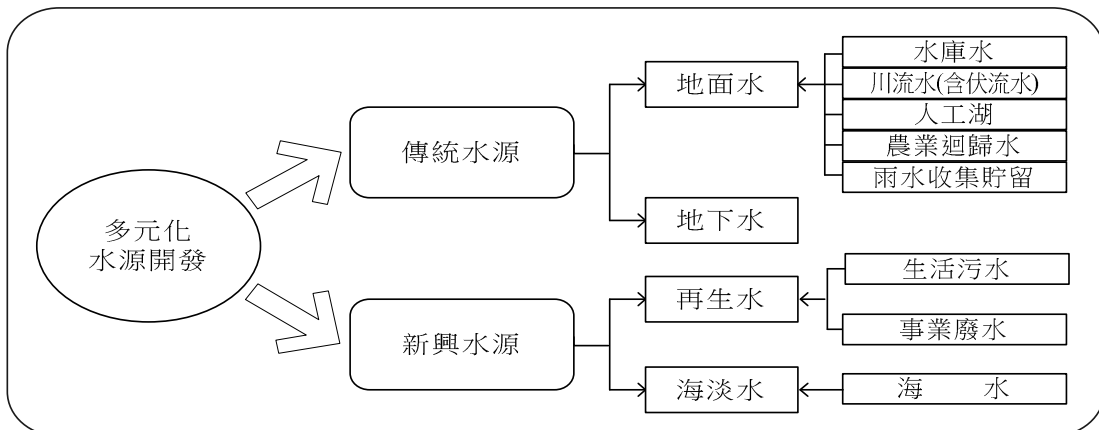 多元化
水源開發
傳統水源
地面水
水庫水
川流水(含伏流水)
人工湖
農業迴歸水
雨水收集貯留
地下水
新興水源
再生水
生活污水
事業廢水
海淡水
海 水